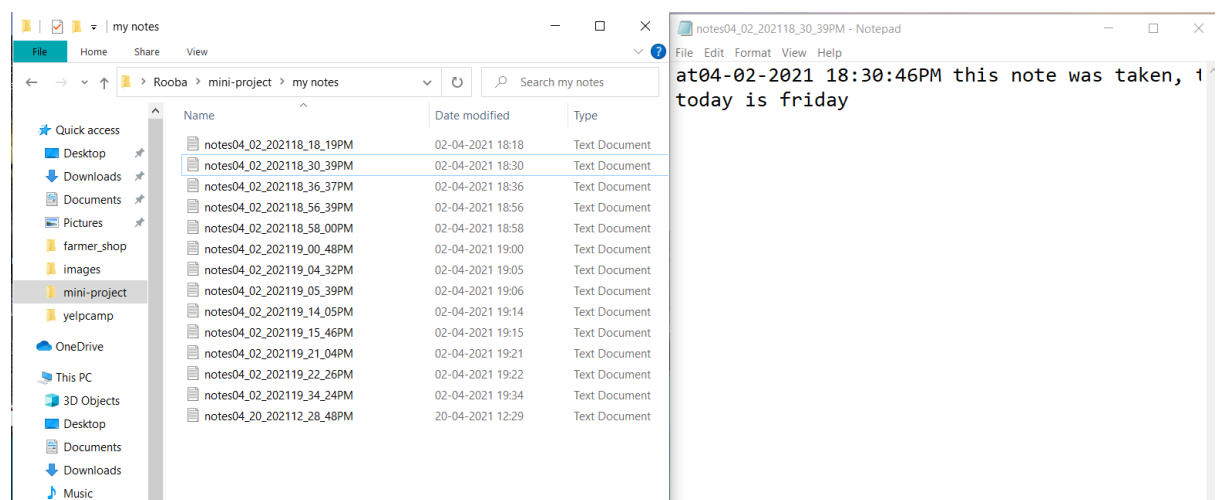 my notes
File Home Share View
Rooba > mini-project > my notes
Search my notes
Name Date modified Type
Quick access
Desktop
Downloads
Documents
Pictures
farmer_shop
images
mini-project
yelpcamp
OneDrive
This PC
3D Objects
Desktop
Documents
Downloads
Music
notes04_02_202118_18_19PM 02-04-2021 18:18 Text Document
notes04_02_202118_30_39PM 02-04-2021 18:30 Text Document
notes04_02_202118_36_37PM 02-04-2021 18:36 Text Document
notes04_02_202118_56_39PM 02-04-2021 18:56 Text Document
notes04_02_202118_58_00PM 02-04-2021 18:58 Text Document
notes04_02_202119_00_48PM 02-04-2021 19:00 Text Document
notes04_02_202119_04_32PM 02-04-2021 19:05 Text Document
notes04_02_202119_05_39PM 02-04-2021 19:06 Text Document
notes04_02_202119_14_05PM 02-04-2021 19:14 Text Document
notes04_02_202119_15_46PM 02-04-2021 19:15 Text Document
notes04_02_202119_21_04PM 02-04-2021 19:21 Text Document
notes04_02_202119_22_26PM 02-04-2021 19:22 Text Document
notes04_02_202119_34_24PM 02-04-2021 19:34 Text Document
notes04_20_202112_28_48PM 20-04-2021 12:29 Text Document
notes04_02_202118_30_39PM - Notepad
File Edit Format View Help
at04-02-2021 18:30:46PM this note was taken,
today is friday